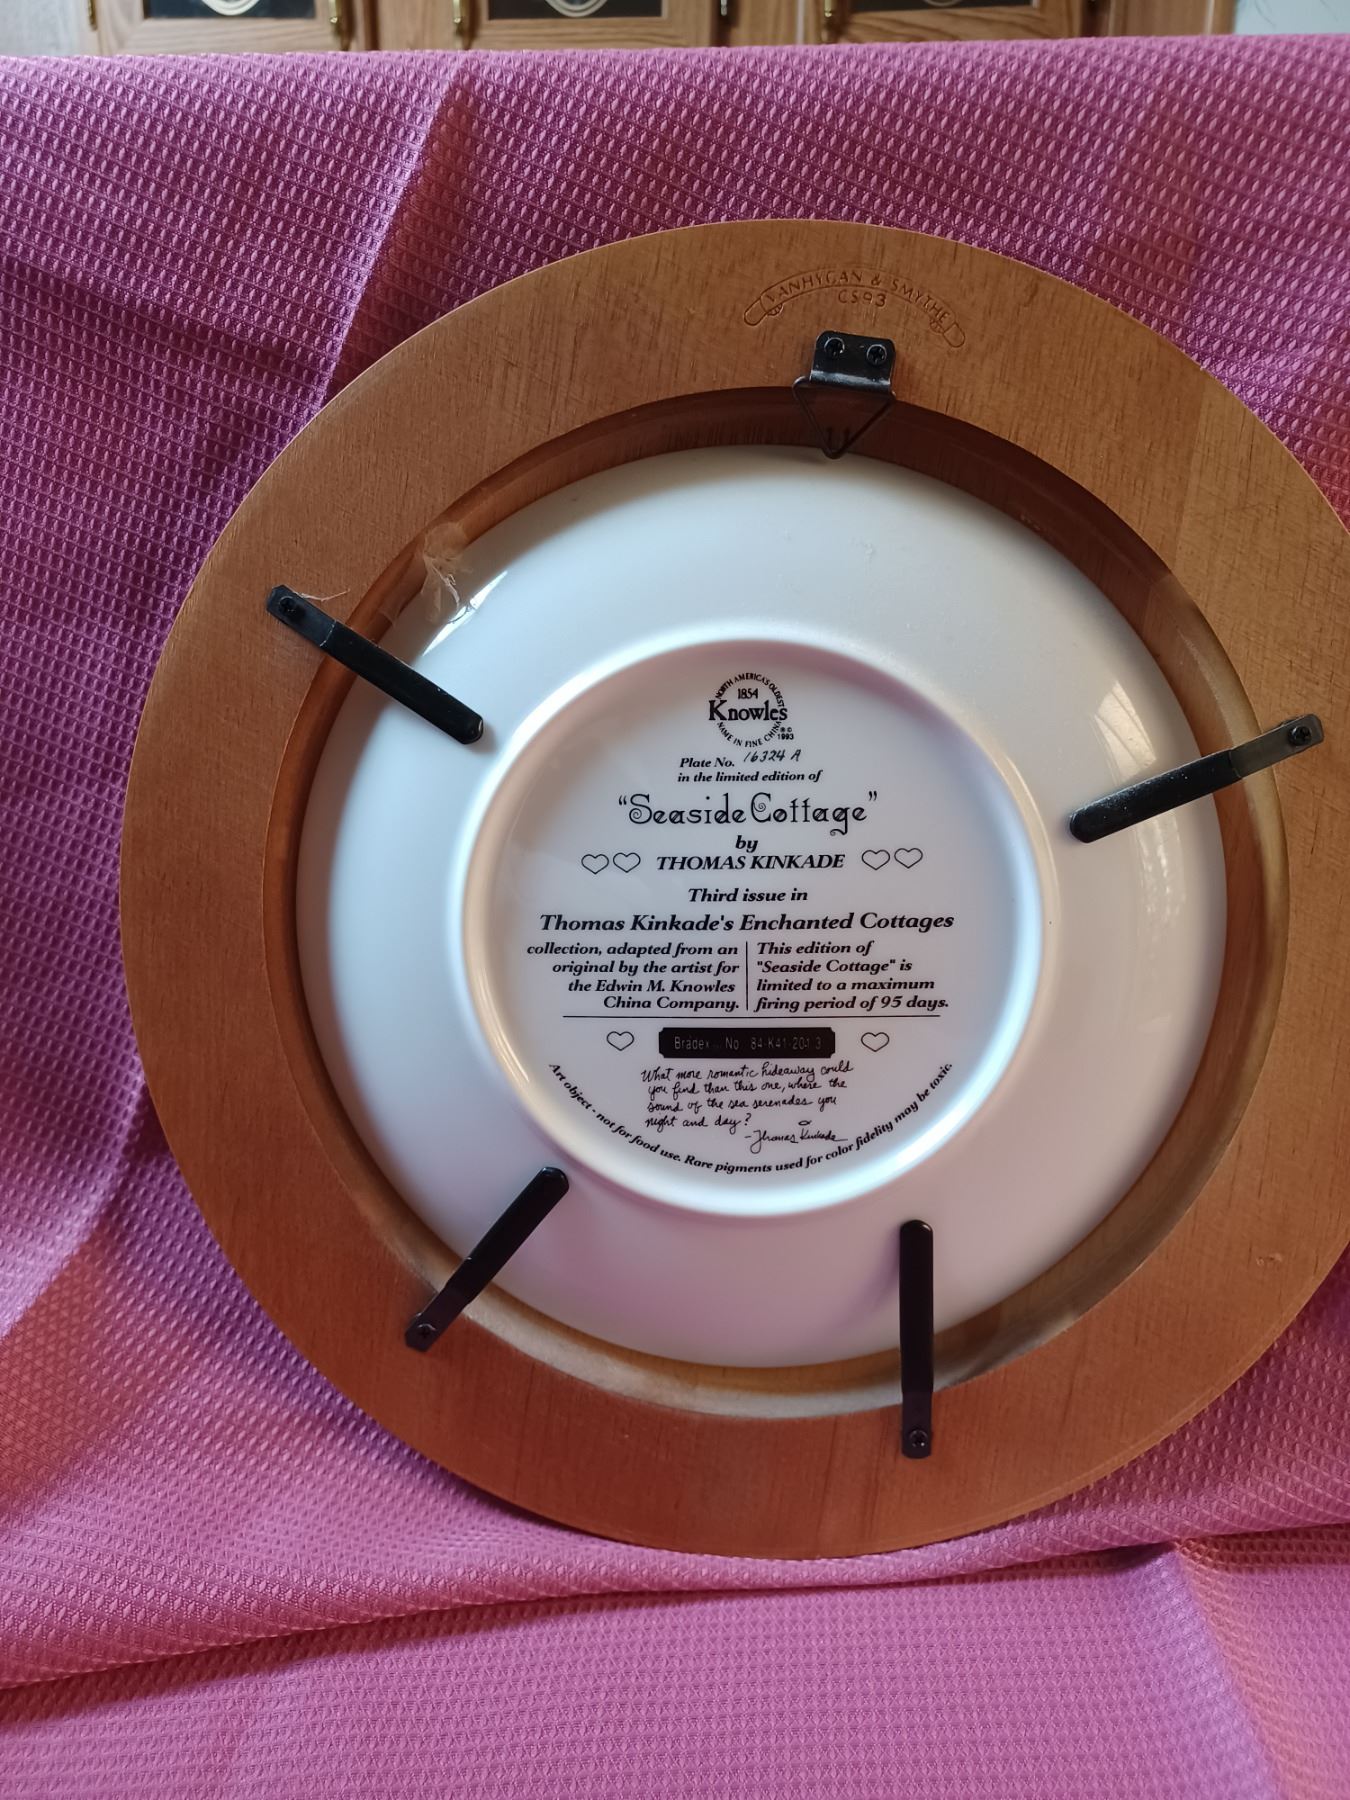 VANHYGAN & SMYTHE
CS93
NORTH AMERICA'S OLDEST
1854
Knowles
NAME IN FINE CHINA
® © 1993
Plate No. 16324 A
in the limited edition of
"Seaside Cottage"
by
THOMAS KINKADE
Third issue in
Thomas Kinkade's Enchanted Cottages
collection, adapted from an
original by the artist for
the Edwin M. Knowles
China Company.
This edition of
"Seaside Cottage" is
limited to a maximum
firing period of 95 days.
Bradex No 84-K41-20
What more romantic hideaway could
you find than this one, where the
sound of the sea serenades you
night and day?
-Thomas Kinkade
Art object - not for food use. Rare pigments used for color fidelity may be toxic.